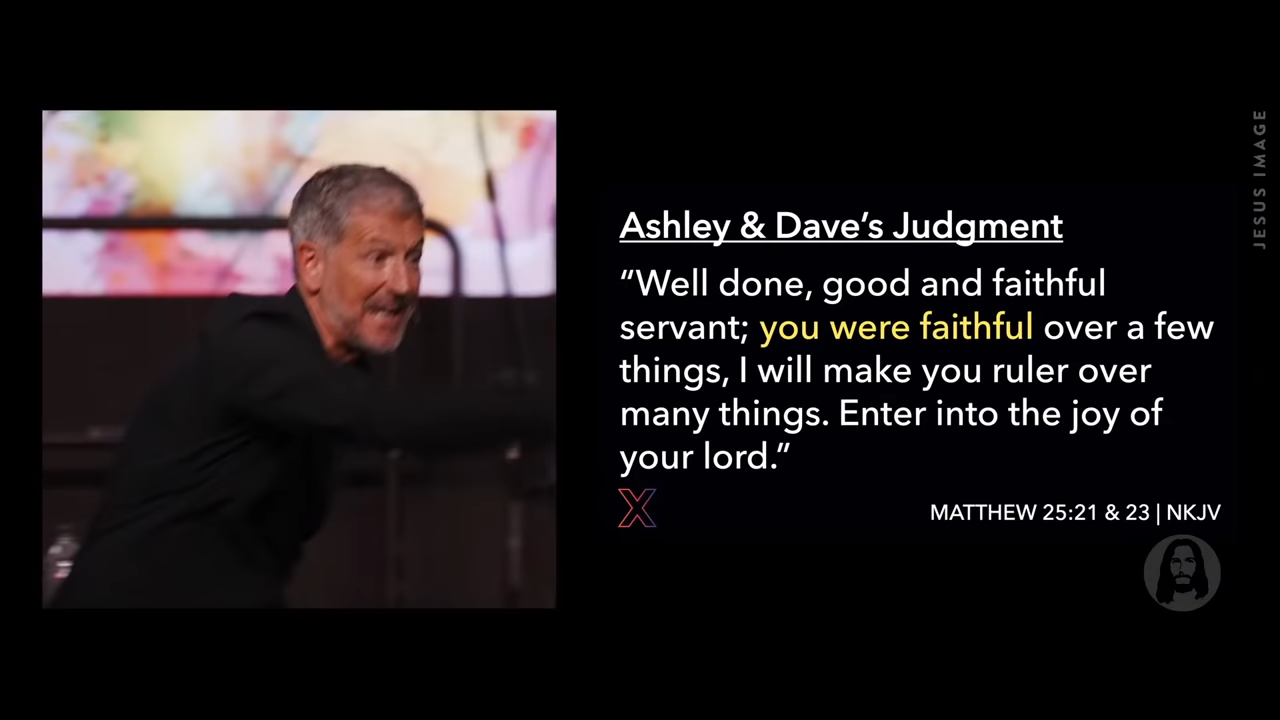 Ashley & Dave’s Judgment
“Well done, good and faithful
servant; you were faithful over a few
things, I will make you ruler over
many things. Enter into the joy of
your lord.”
MATTHEW 25:21 & 23 | NKJV
JESUS IMAGE